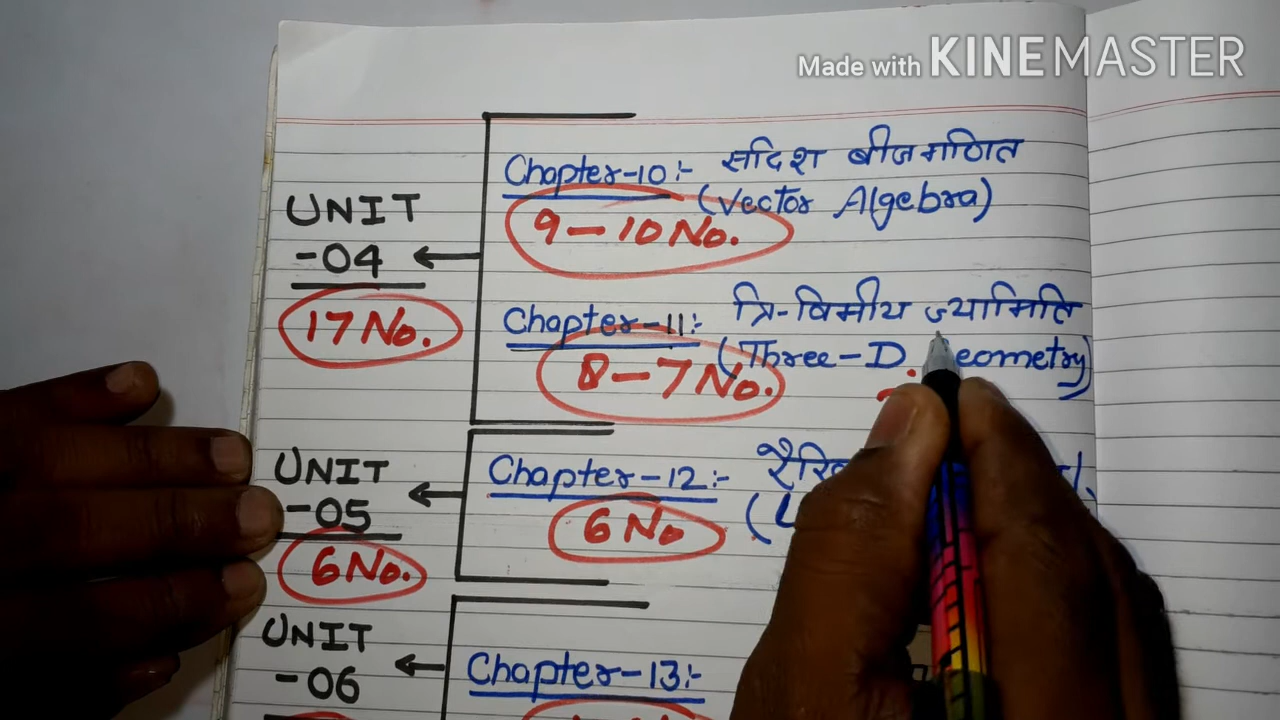 Made with KINEMASTER
Chapter-10:- सदिश बीजगणित
(Vector Algebra)
9-10 No.
UNIT
-04
17 No.
Chapter-11:- त्रि-विमीय ज्यामिति
(Three-D. eometry)
8-7 No.
UNIT
-05
6 No.
Chapter-12:-
6 No
UNIT
-06
Chapter-13:-